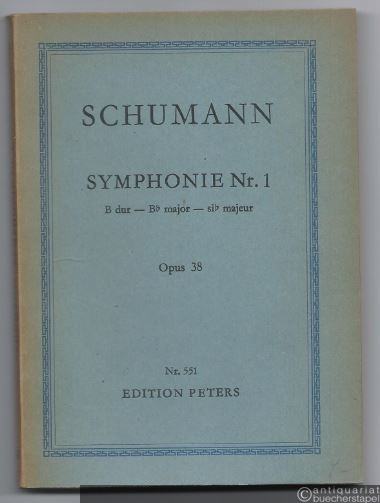 SCHUMANN
SYMPHONIE Nr. 1
B dur — B♭ major — si♭ majeur
Opus 38
Nr. 551
EDITION PETERS
antiquariat
buecherstapel